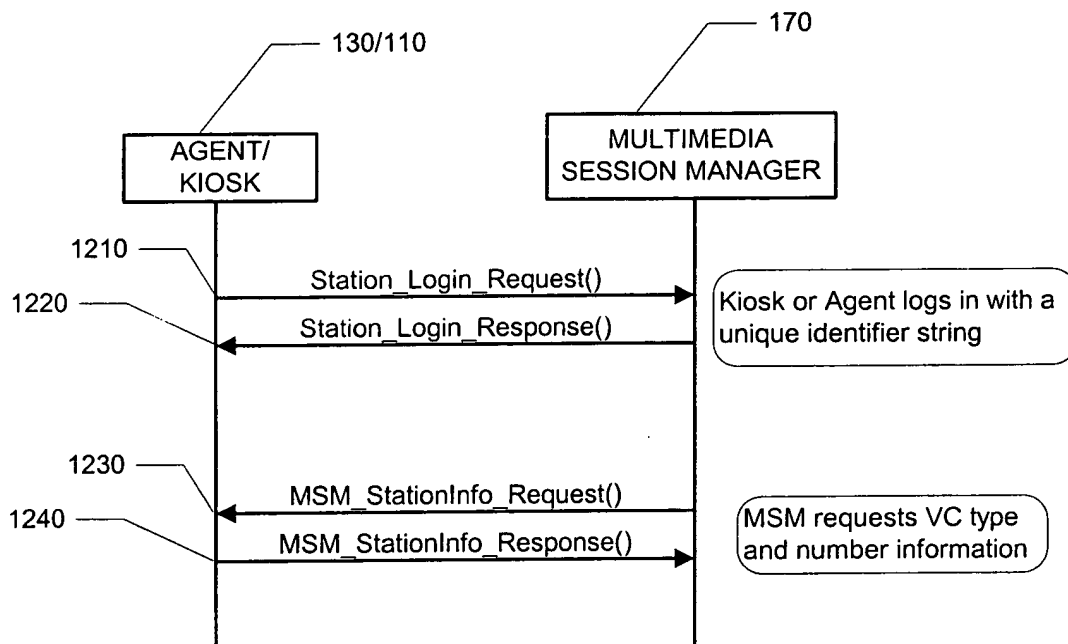 130/110
170
AGENT/
KIOSK
MULTIMEDIA
SESSION MANAGER
1210
Station_Login_Request()
1220
Station_Login_Response()
Kiosk or Agent logs in with a
unique identifier string
1230
MSM_StationInfo_Request()
1240
MSM_StationInfo_Response()
MSM requests VC type
and number information